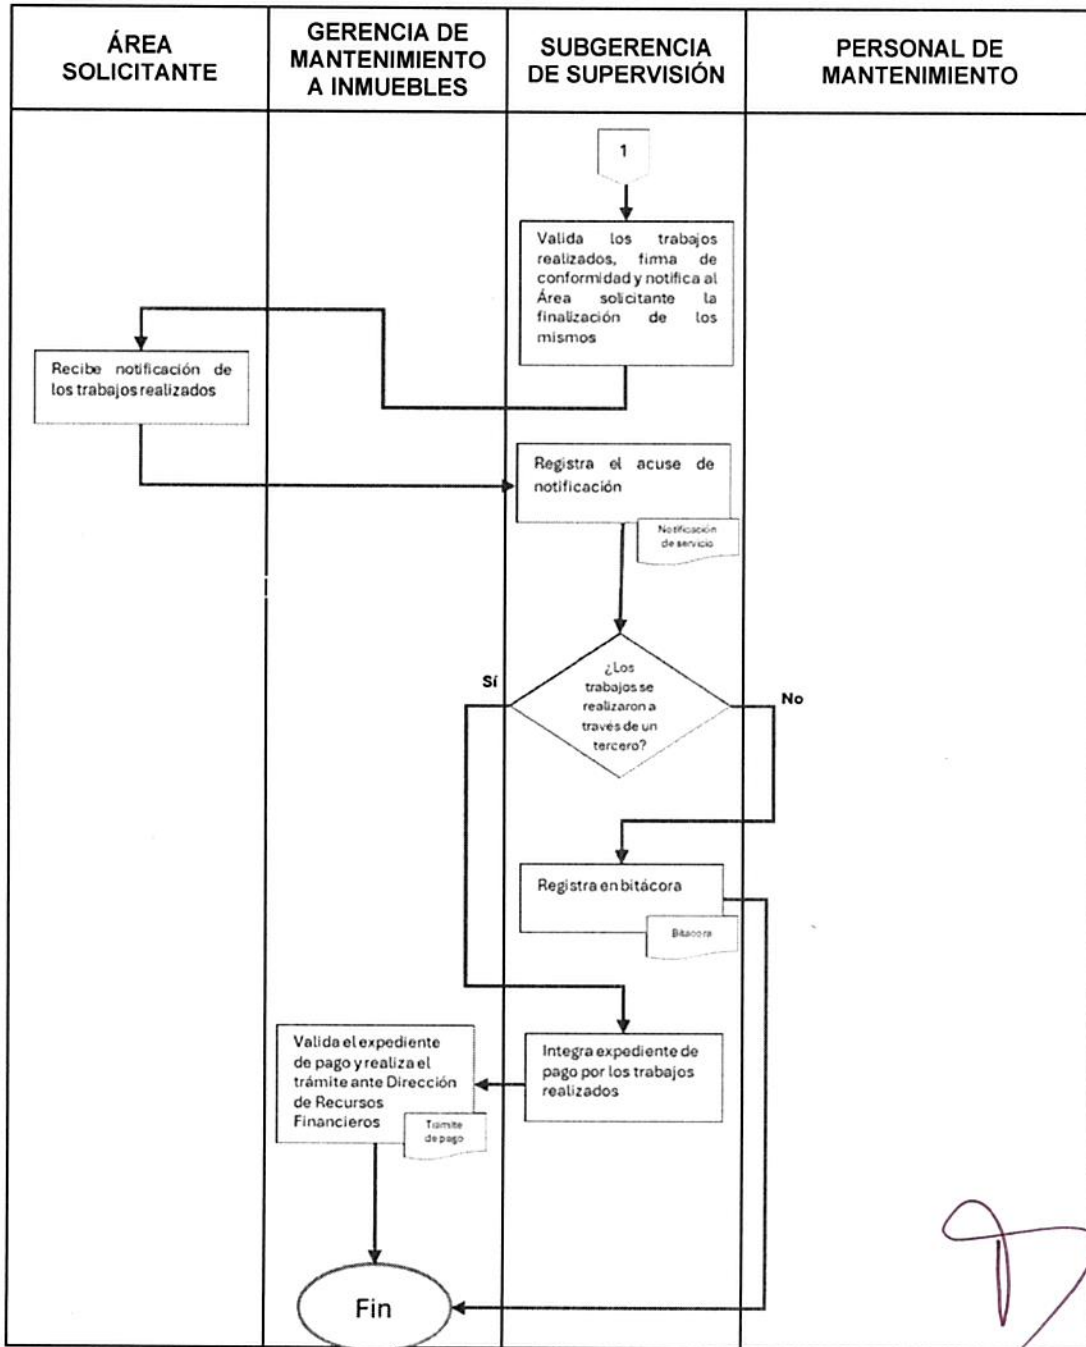 ÁREA
SOLICITANTE
GERENCIA DE
MANTENIMIENTO
A INMUEBLES
SUBGERENCIA
DE SUPERVISIÓN
PERSONAL DE
MANTENIMIENTO
1
Valida los trabajos
realizados, firma de
conformidad y notifica al
Área solicitante la
finalización de los
mismos
Recibe notificación de
los trabajos realizados
Registra el acuse de
notificación
Notificación
de servicio
¿Los
trabajos se
realizaron a
través de un
tercero?
Sí
No
Registra en bitácora
Bitácora
Integra expediente de
pago por los trabajos
realizados
Valida el expediente
de pago y realiza el
trámite ante Dirección
de Recursos
Financieros
Trámite
de pago
Fin